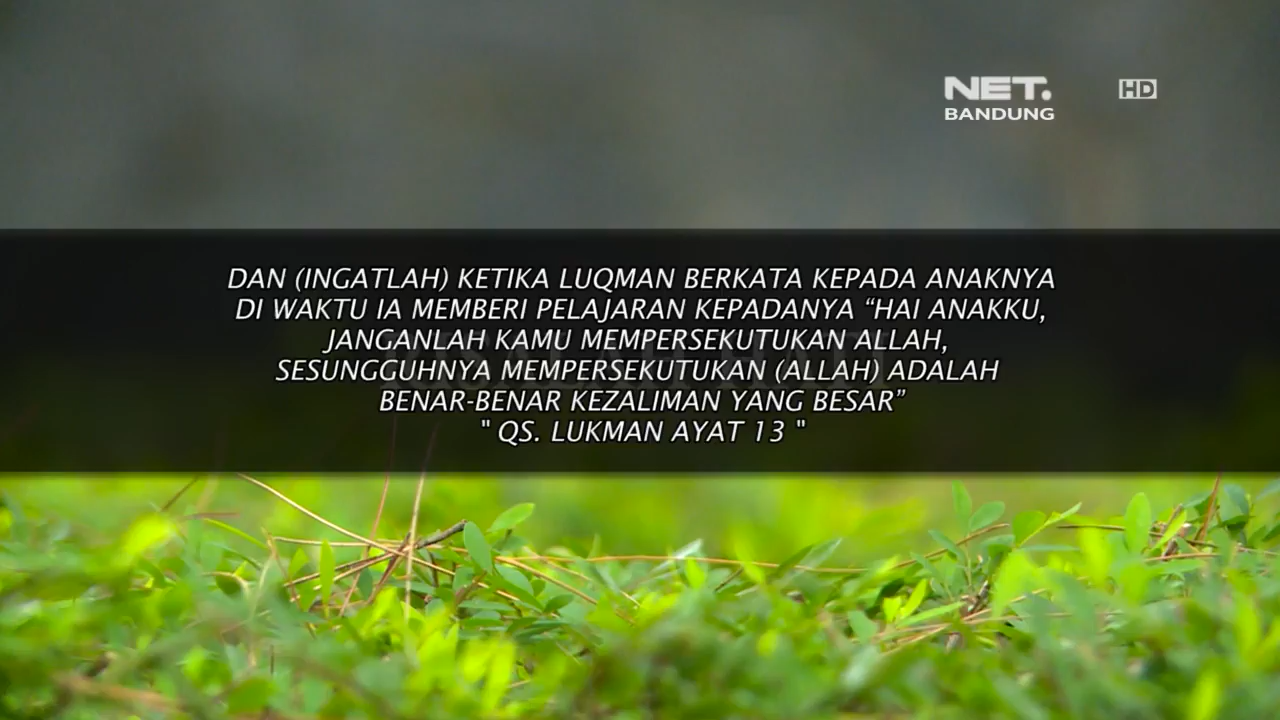 NET.
BANDUNG
HD
DAN (INGATLAH) KETIKA LUQMAN BERKATA KEPADA ANAKNYA
DI WAKTU IA MEMBERI PELAJARAN KEPADANYA “HAI ANAKKU,
JANGANLAH KAMU MEMPERSEKUTUKAN ALLAH,
SESUNGGUHNYA MEMPERSEKUTUKAN (ALLAH) ADALAH
BENAR-BENAR KEZALIMAN YANG BESAR”
" QS. LUKMAN AYAT 13 "